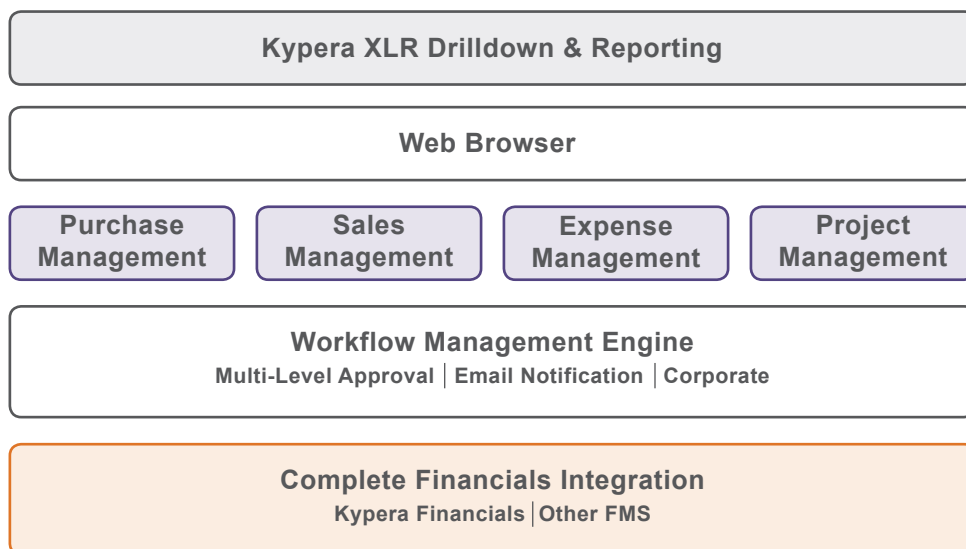 Kypera XLR Drilldown & Reporting
Web Browser
Purchase
Management
Sales
Management
Expense
Management
Project
Management
Workflow Management Engine
Multi-Level Approval | Email Notification | Corporate
Complete Financials Integration
Kypera Financials | Other FMS